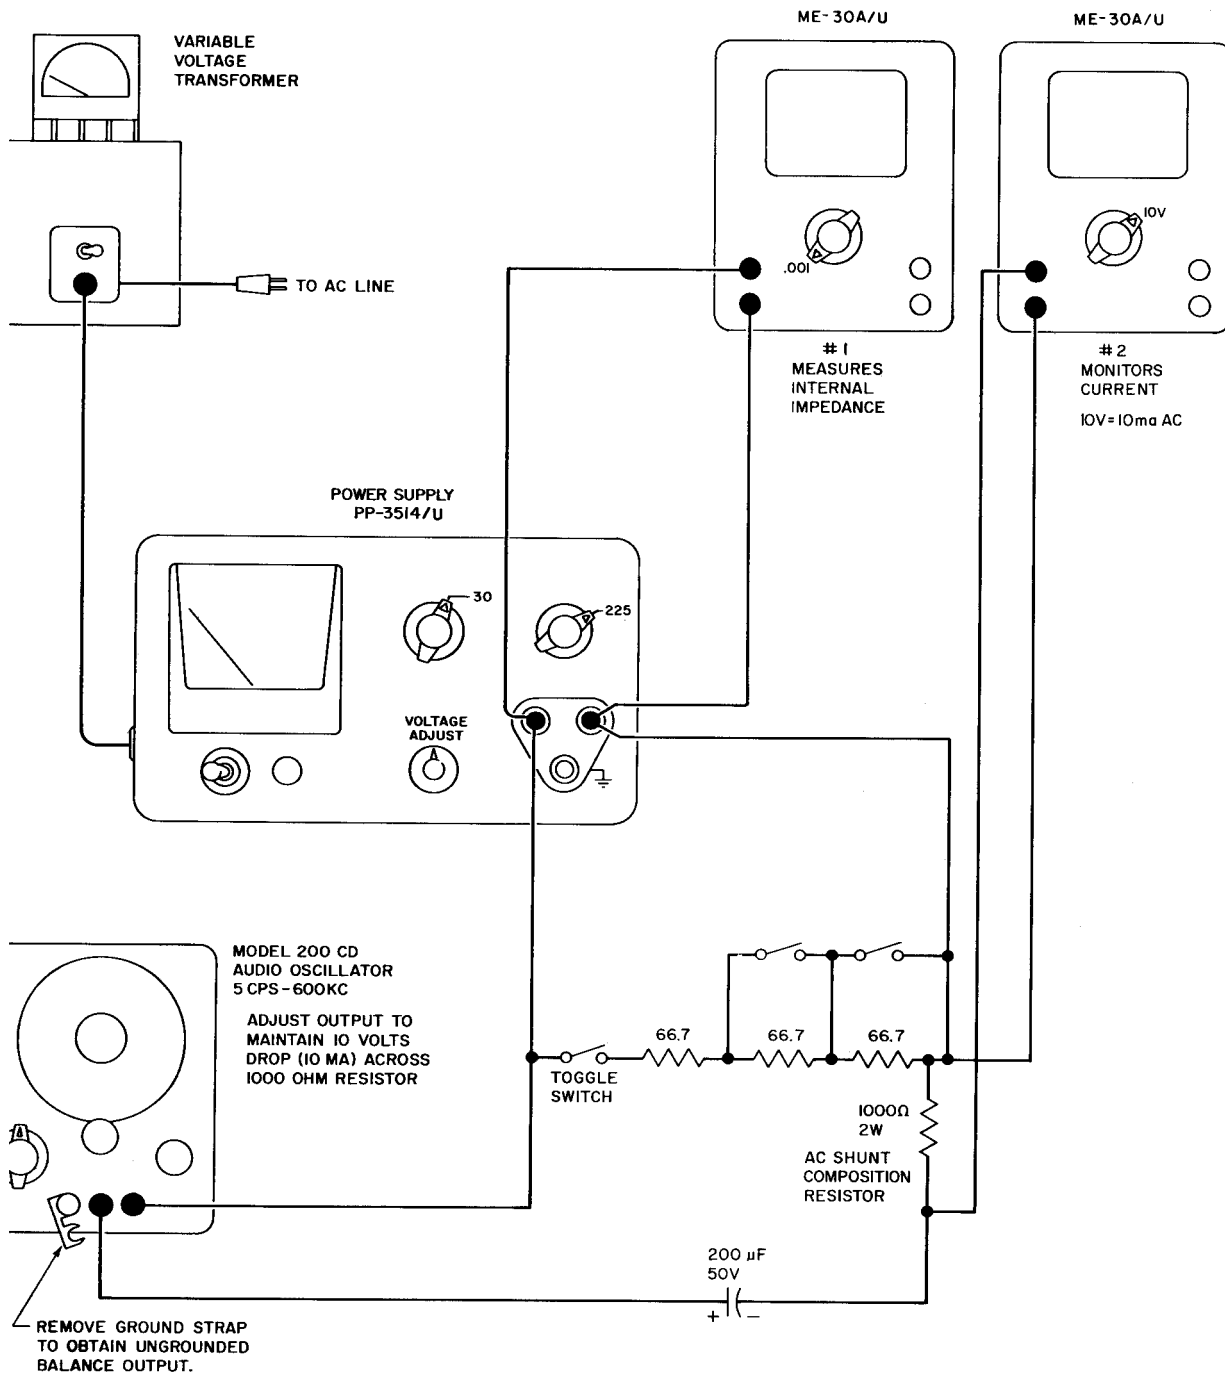 VARIABLE
VOLTAGE
TRANSFORMER
ME-30A/U
ME-30A/U
.001
10V
TO AC LINE
#1
MEASURES
INTERNAL
IMPEDANCE
#2
MONITORS
CURRENT
10V=10ma AC
POWER SUPPLY
PP-3514/U
30
225
VOLTAGE
ADJUST
MODEL 200 CD
AUDIO OSCILLATOR
5 CPS-600KC
ADJUST OUTPUT TO
MAINTAIN 10 VOLTS
DROP (10 MA) ACROSS
1000 OHM RESISTOR
66.7
66.7
66.7
TOGGLE
SWITCH
1000Ω
2W
AC SHUNT
COMPOSITION
RESISTOR
200 µF
50V
+ −
REMOVE GROUND STRAP
TO OBTAIN UNGROUNDED
BALANCE OUTPUT.